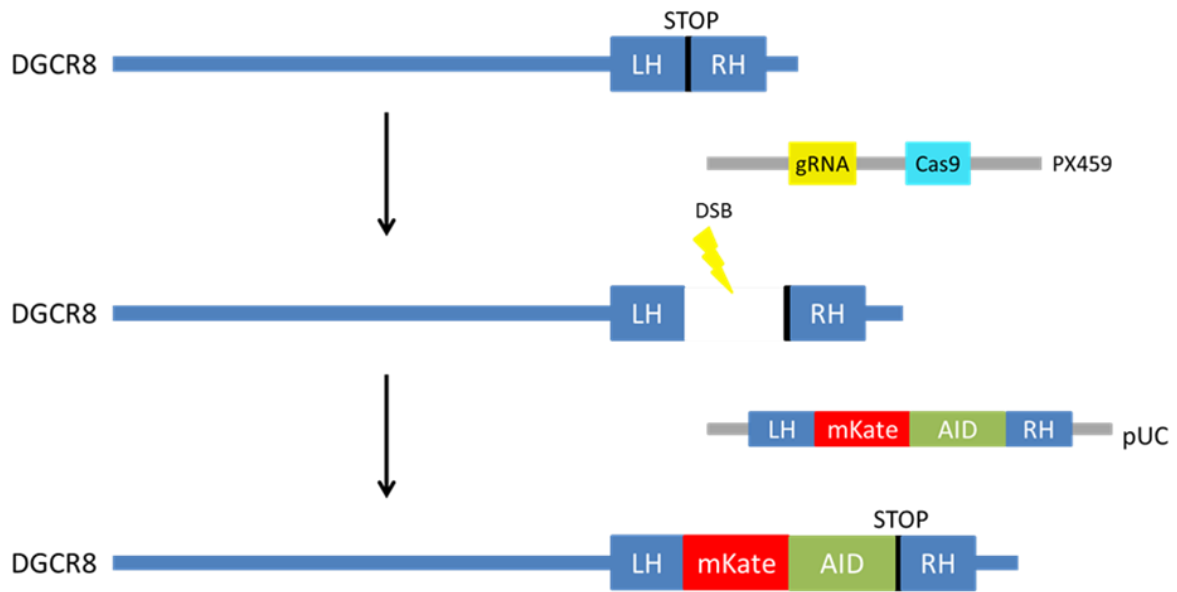 STOP
DGCR8 LH RH
gRNA Cas9 PX459
DSB
DGCR8 LH RH
LH mKate AID RH pUC
STOP
DGCR8 LH mKate AID RH